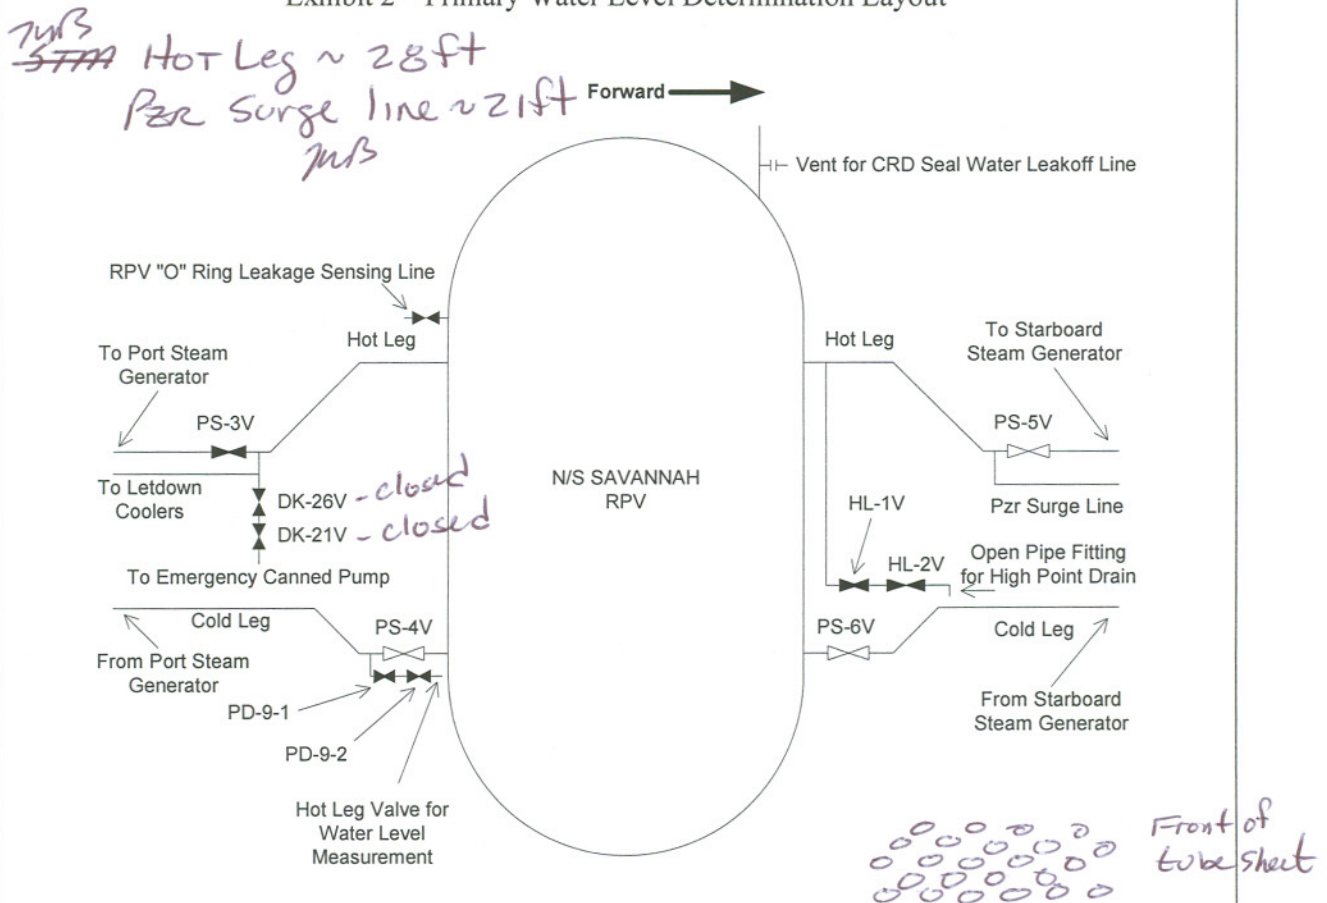 Exhibit 2 – Primary Water Level Determination Layout
Hot Leg ~ 28ft
PZR Surge line ~21ft
Forward
Vent for CRD Seal Water Leakoff Line
RPV "O" Ring Leakage Sensing Line
Hot Leg
To Port Steam
Generator
PS-3V
To Letdown
Coolers
DK-26V - closed
DK-21V - closed
To Emergency Canned Pump
Cold Leg
PS-4V
From Port Steam
Generator
PD-9-1
PD-9-2
Hot Leg Valve for
Water Level
Measurement
N/S SAVANNAH
RPV
Hot Leg
To Starboard
Steam Generator
PS-5V
Pzr Surge Line
HL-1V
HL-2V
Open Pipe Fitting
for High Point Drain
PS-6V
Cold Leg
From Starboard
Steam Generator
Front of
tube sheet